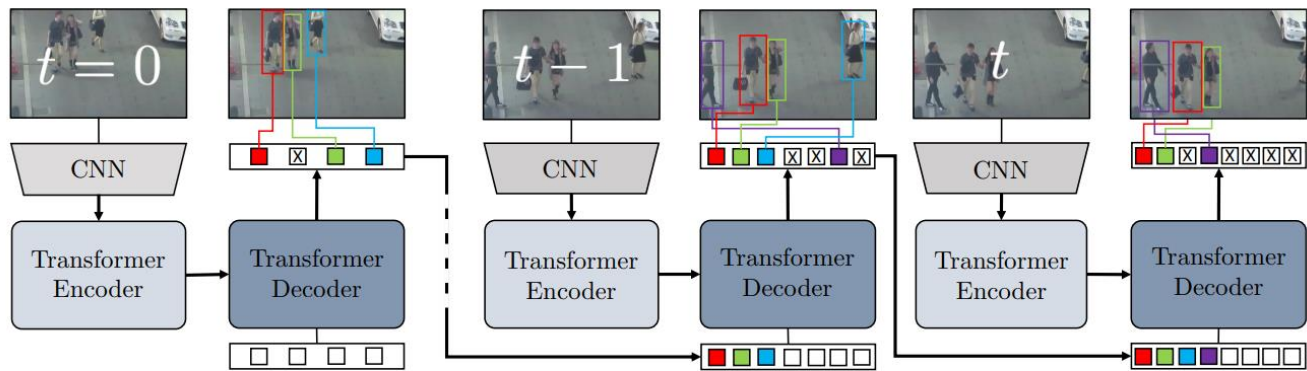 t = 0
t − 1
t
CNN
CNN
CNN
X
X X X
X X X X X
Transformer
Encoder
Transformer
Decoder
Transformer
Encoder
Transformer
Decoder
Transformer
Encoder
Transformer
Decoder